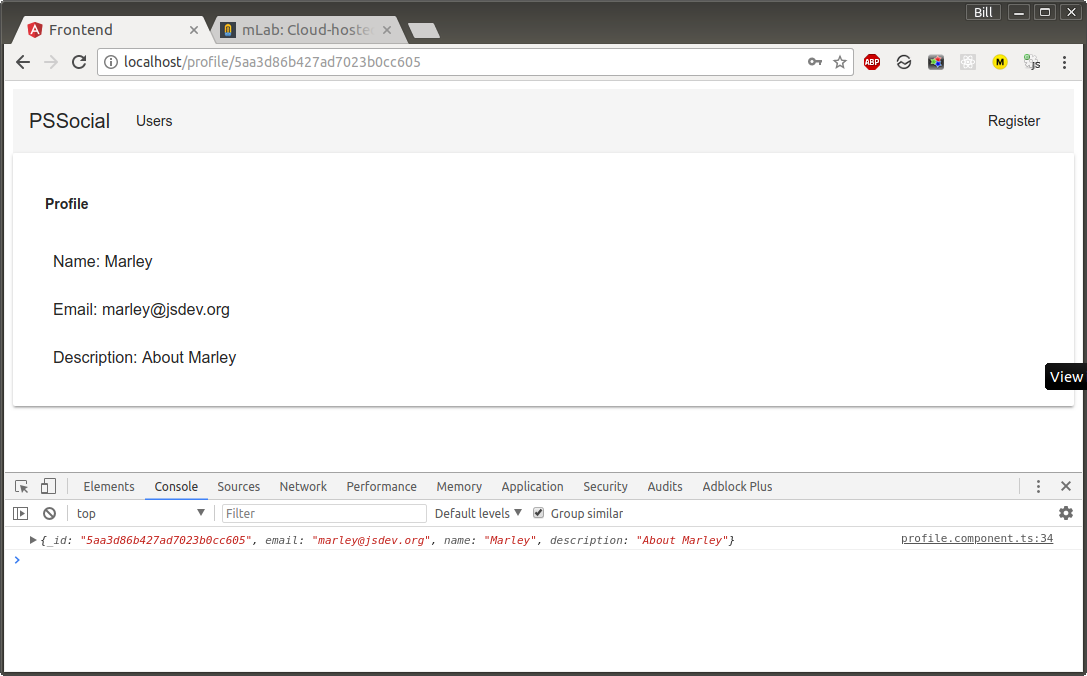 Bill
Frontend
mLab: Cloud-hoste
localhost/profile/5aa3d86b427ad7023b0cc605
ABP
M
js
PSSocial Users Register
Profile
Name: Marley
Email: marley@jsdev.org
Description: About Marley
View
Elements Console Sources Network Performance Memory Application Security Audits Adblock Plus
top Filter Default levels Group similar
{_id: "5aa3d86b427ad7023b0cc605", email: "marley@jsdev.org", name: "Marley", description: "About Marley"} profile.component.ts:34